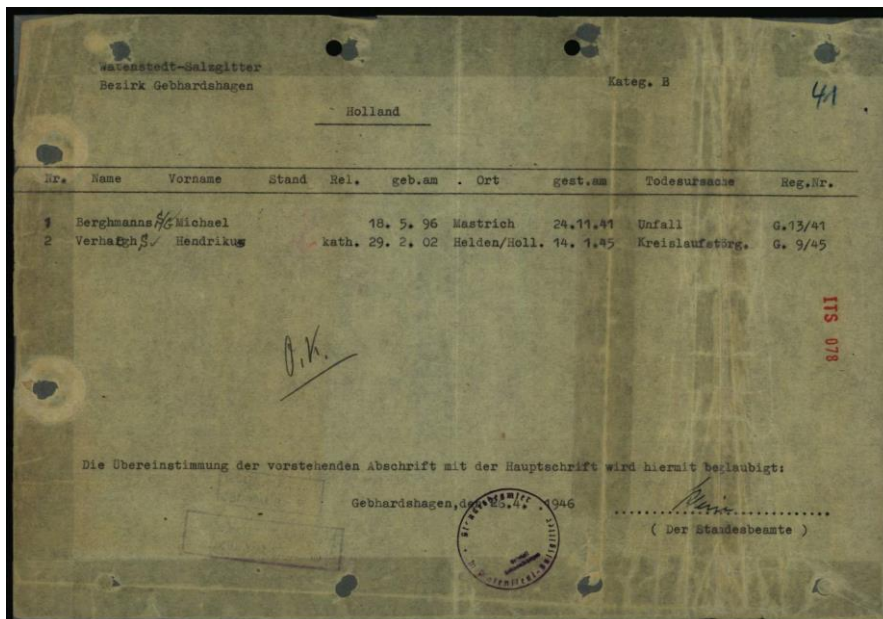 Watenstedt-Salzgitter
Bezirk Gebhardshagen
Kateg. B
41
Holland
Nr. Name Vorname Stand Rel. geb.am . Ort gest.am Todesursache Reg.Nr.
1 Berghmanns Michael 18. 5. 96 Mastrich 24.11.41 Unfall G.13/41
2 Hendrikus kath. 29. 2. 02 Helden/Holl. 14. 1.45 Kreislaufstörg. G. 9/45
ITS 078
O.K.
Die Übereinstimmung der vorstehenden Abschrift mit der Hauptschrift wird hiermit beglaubigt:
Gebhardshagen, 1946
( Der Standesbeamte )